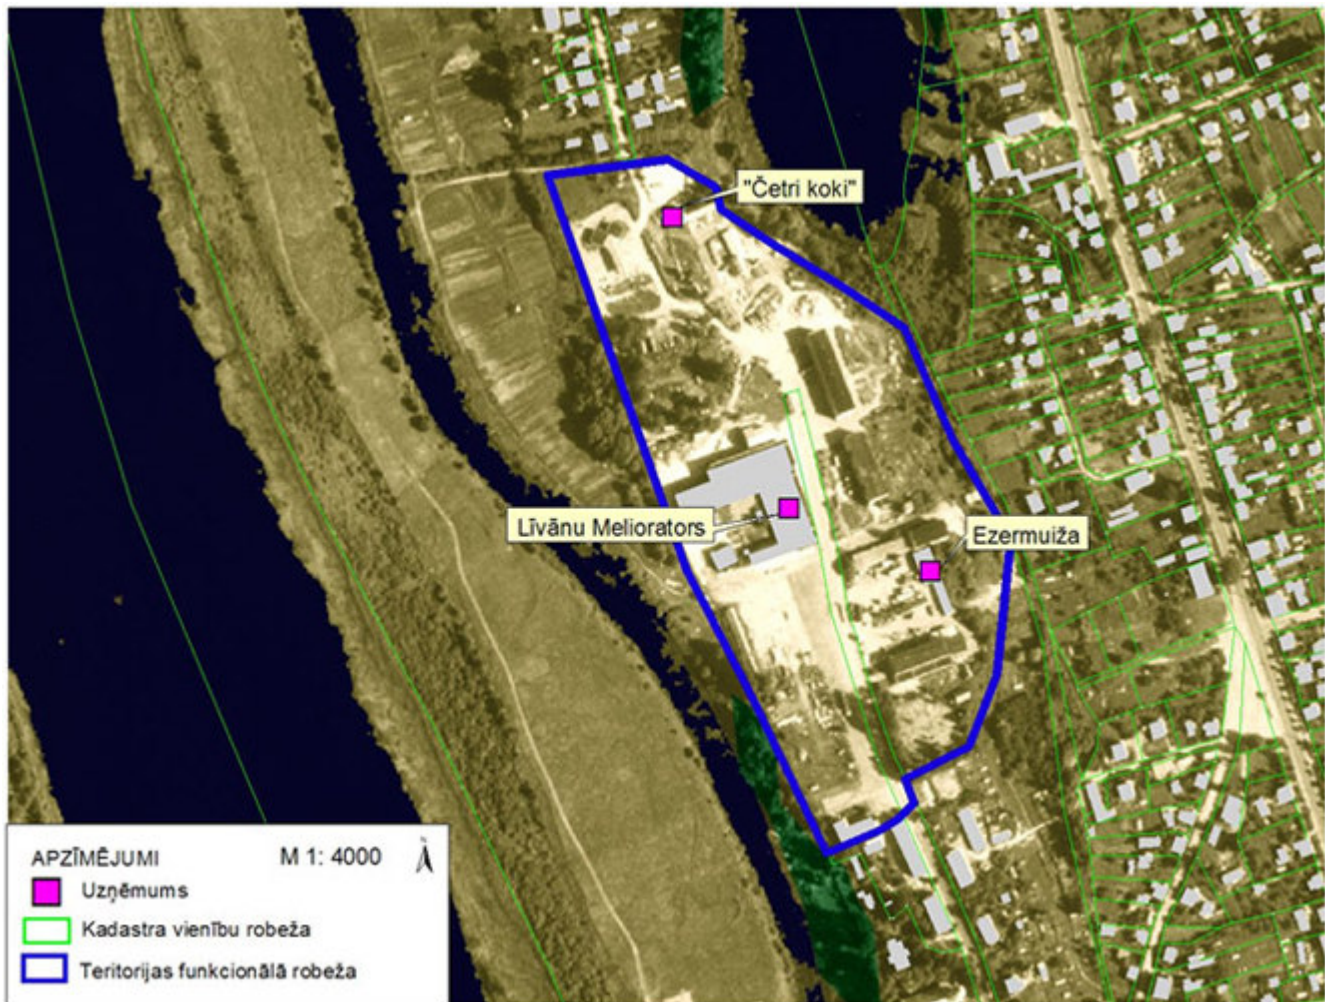 "Četri koki"
Līvānu Meliorators
Ezermuiža
APZĪMĒJUMI
M 1: 4000
Uzņēmums
Kadastra vienību robeža
Teritorijas funkcionālā robeža